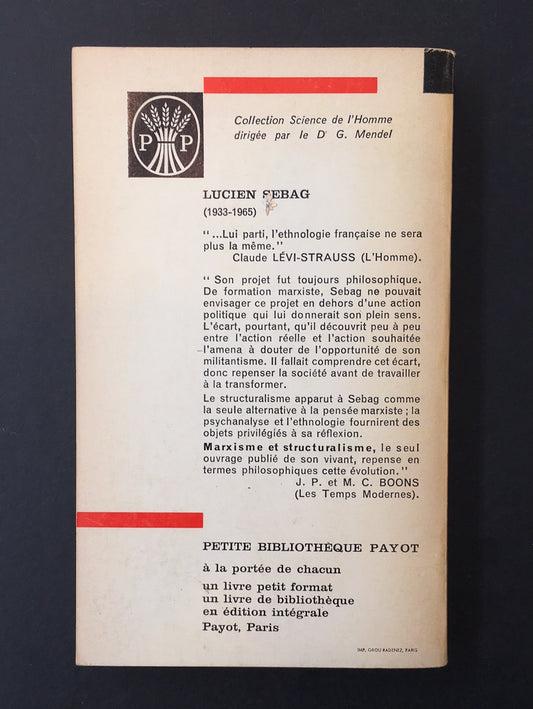 Collection Science de l'Homme
dirigée par le Dr G. Mendel
P P
LUCIEN SEBAG
(1933-1965)
"...Lui parti, l'ethnologie française ne sera
plus la même."
Claude LÉVI-STRAUSS (L'Homme).
"Son projet fut toujours philosophique.
De formation marxiste, Sebag ne pouvait
envisager ce projet en dehors d'une action
politique qui lui donnerait son plein sens.
L'écart, pourtant, qu'il découvrit peu à peu
entre l'action réelle et l'action souhaitée
l'amena à douter de l'opportunité de son
militantisme. Il fallait comprendre cet écart,
donc repenser la société avant de travailler
à la transformer.
Le structuralisme apparut à Sebag comme
la seule alternative à la pensée marxiste ; la
psychanalyse et l'ethnologie fournirent des
objets privilégiés à sa réflexion.
Marxisme et structuralisme, le seul
ouvrage publié de son vivant, repense en
termes philosophiques cette évolution."
J. P. et M. C. BOONS
(Les Temps Modernes).
PETITE BIBLIOTHÈQUE PAYOT
à la portée de chacun
un livre petit format
un livre de bibliothèque
en édition intégrale
Payot, Paris
IMP. GROU-RADENEZ, PARIS